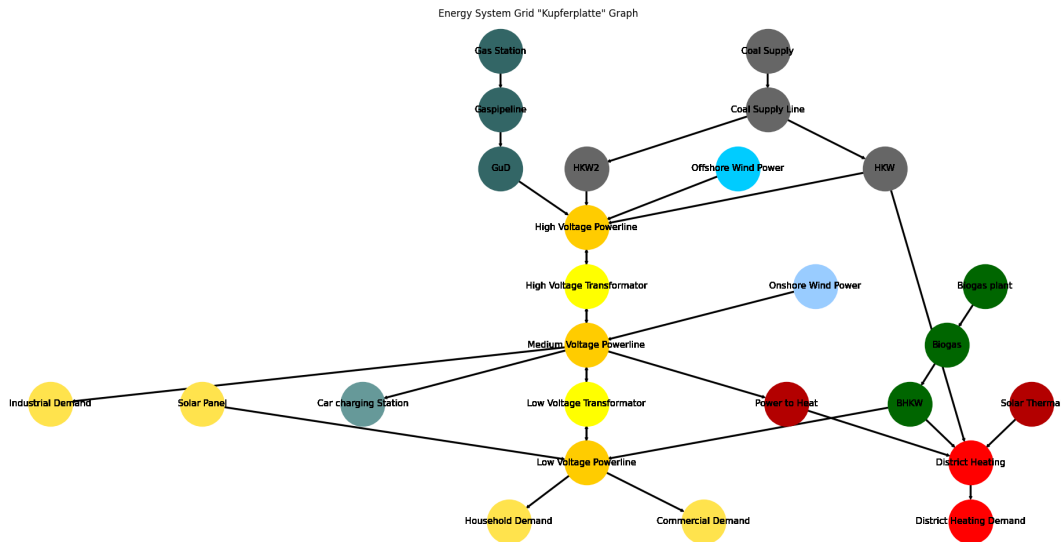 Energy System Grid "Kupferplatte" Graph
Gas Station
Coal Supply
Gaspipeline
Coal Supply Line
GuD
HKW2
Offshore Wind Power
HKW
High Voltage Powerline
High Voltage Transformator
Onshore Wind Power
Biogas plant
Medium Voltage Powerline
Biogas
Industrial Demand
Solar Panel
Car charging Station
Low Voltage Transformator
Power to Heat
BHKW
Solar Therma
Low Voltage Powerline
District Heating
Household Demand
Commercial Demand
District Heating Demand